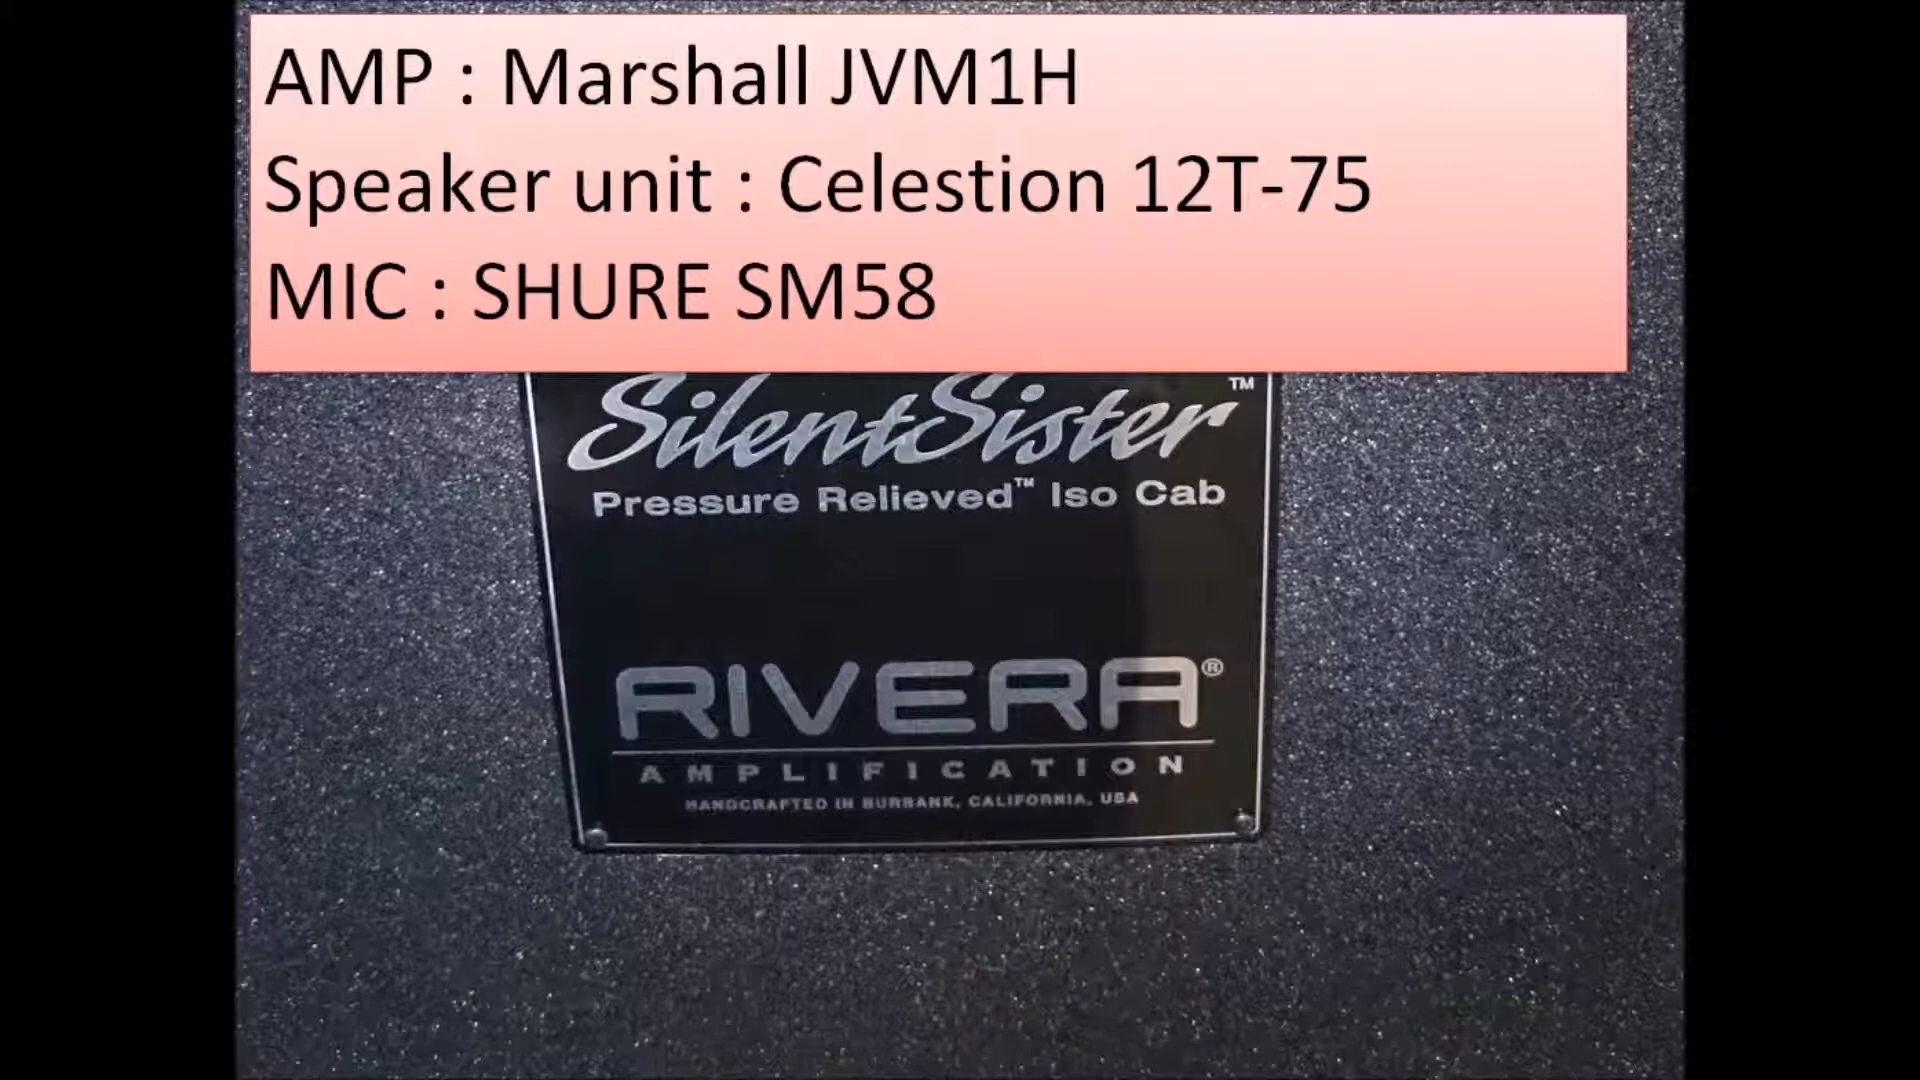 AMP : Marshall JVM1H
Speaker unit : Celestion 12T-75
MIC : SHURE SM58
SilentSister™
Pressure Relieved™ Iso Cab
RIVERA®
AMPLIFICATION
HANDCRAFTED IN BURBANK, CALIFORNIA, USA